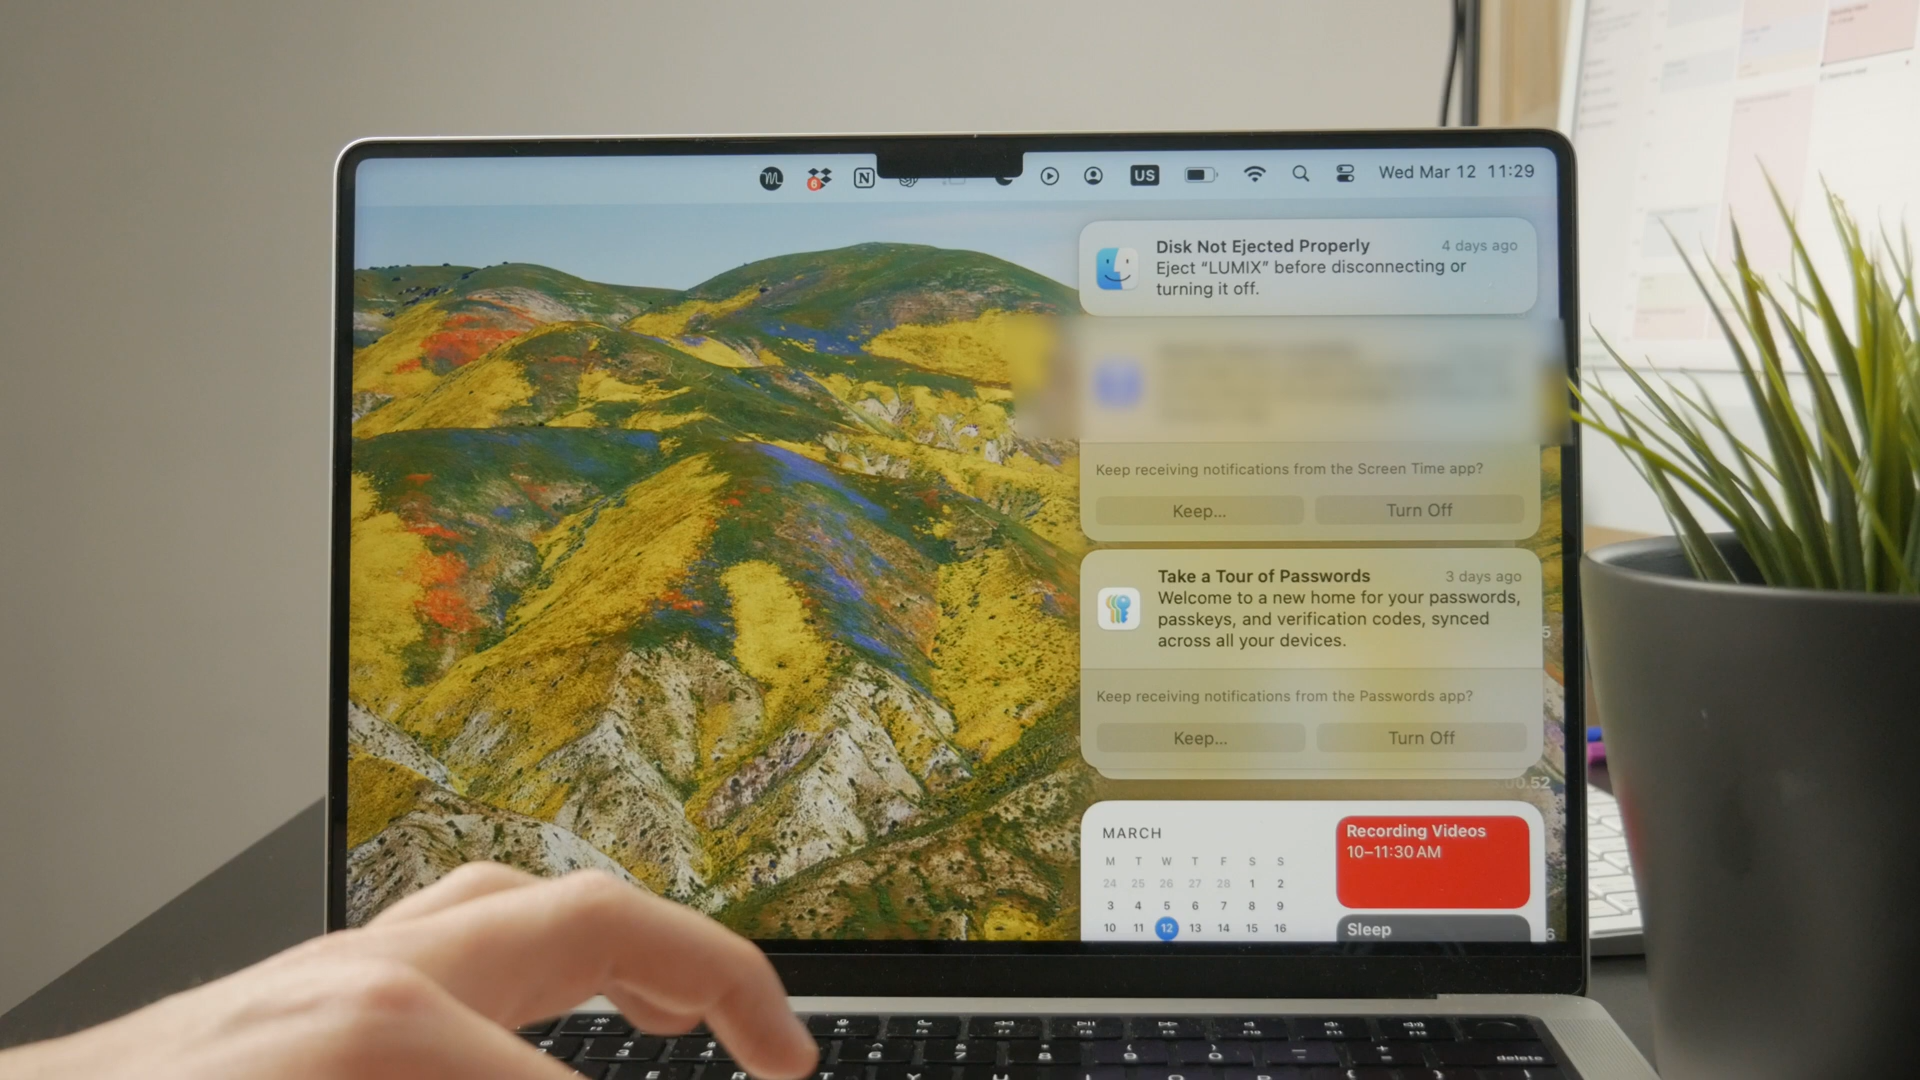 US
Wed Mar 12 11:29
6
N
Disk Not Ejected Properly
4 days ago
Eject “LUMIX” before disconnecting or
turning it off.
Keep receiving notifications from the Screen Time app?
Keep... Turn Off
Take a Tour of Passwords
3 days ago
Welcome to a new home for your passwords,
passkeys, and verification codes, synced
across all your devices.
Keep receiving notifications from the Passwords app?
Keep... Turn Off
MARCH
M T W T F S S
24 25 26 27 28 1 2
3 4 5 6 7 8 9
10 11 12 13 14 15 16
Recording Videos
10–11:30 AM
Sleep
delete